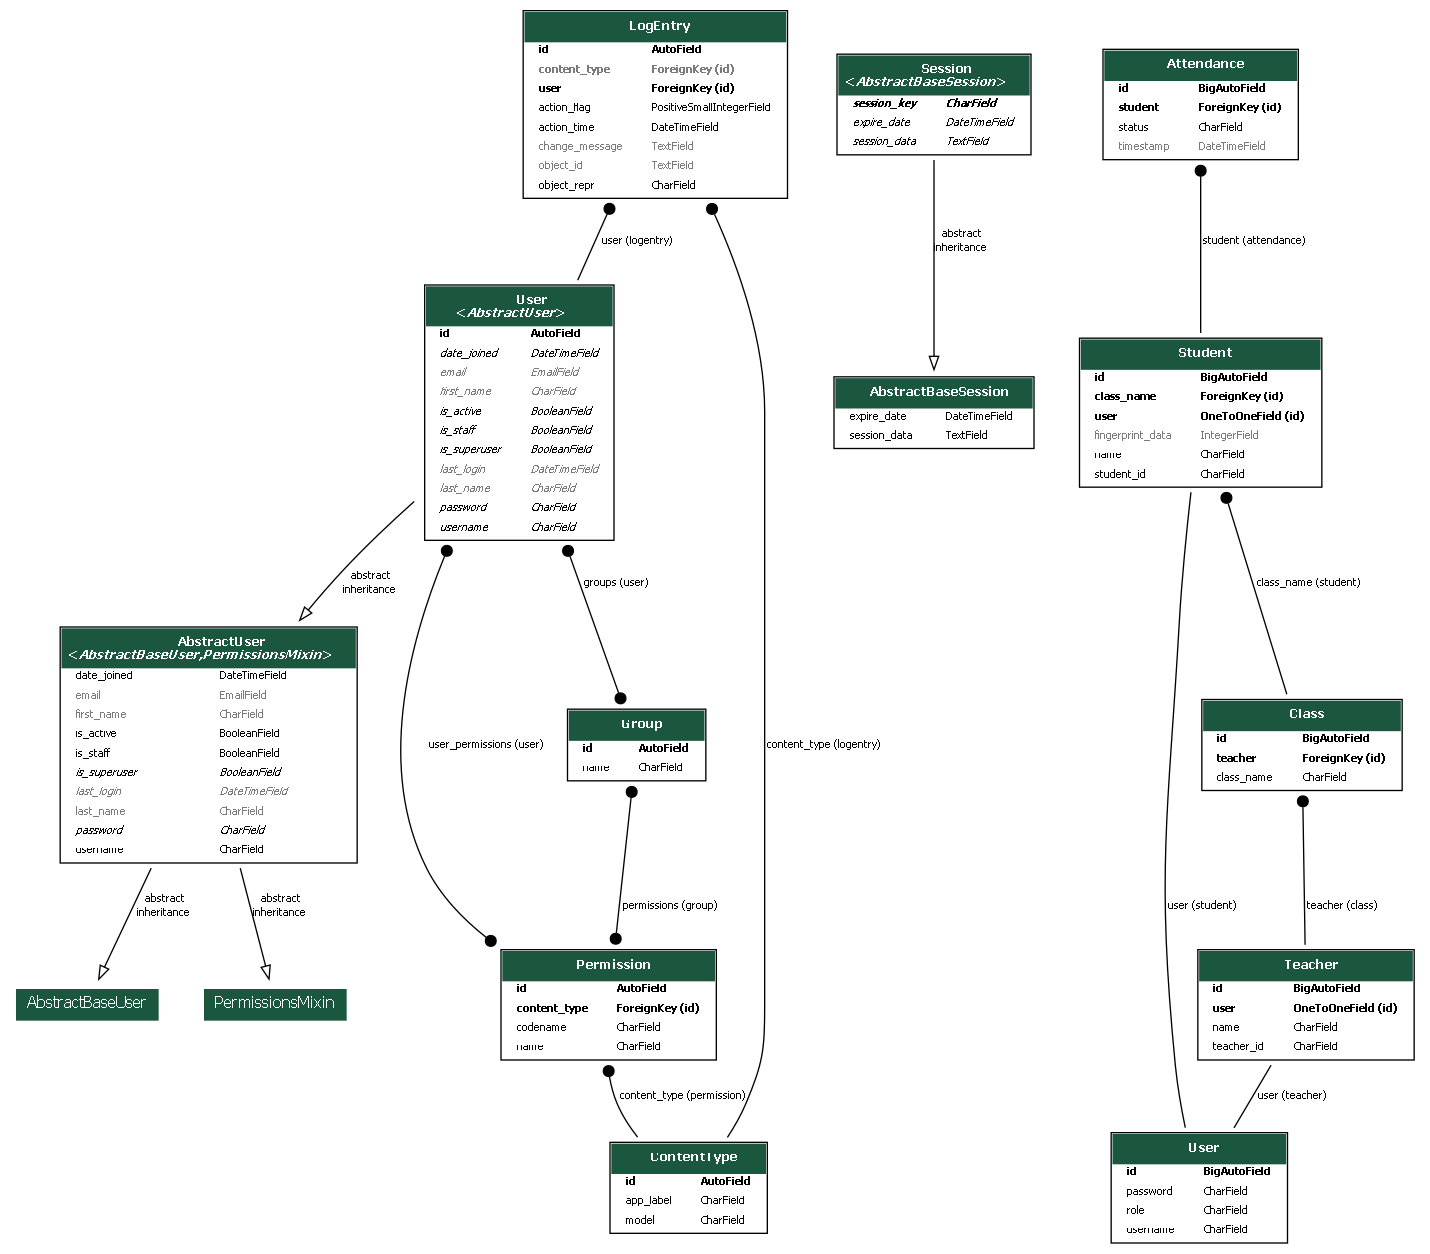 LogEntry
id AutoField
content_type ForeignKey (id)
user ForeignKey (id)
action_flag PositiveSmallIntegerField
action_time DateTimeField
change_message TextField
object_id TextField
object_repr CharField
Session
<AbstractBaseSession>
session_key CharField
expire_date DateTimeField
session_data TextField
Attendance
id BigAutoField
student ForeignKey (id)
status CharField
timestamp DateTimeField
user (logentry)
abstract
inheritance
student (attendance)
User
<AbstractUser>
id AutoField
date_joined DateTimeField
email EmailField
first_name CharField
is_active BooleanField
is_staff BooleanField
is_superuser BooleanField
last_login DateTimeField
last_name CharField
password CharField
username CharField
AbstractBaseSession
expire_date DateTimeField
session_data TextField
Student
id BigAutoField
class_name ForeignKey (id)
user OneToOneField (id)
fingerprint_data IntegerField
name CharField
student_id CharField
abstract
inheritance
groups (user)
class_name (student)
AbstractUser
<AbstractBaseUser,PermissionsMixin>
date_joined DateTimeField
email EmailField
first_name CharField
is_active BooleanField
is_staff BooleanField
is_superuser BooleanField
last_login DateTimeField
last_name CharField
password CharField
username CharField
user_permissions (user)
Group
id AutoField
name CharField
content_type (logentry)
Class
id BigAutoField
teacher ForeignKey (id)
class_name CharField
abstract
inheritance
abstract
inheritance
permissions (group)
user (student)
teacher (class)
AbstractBaseUser
PermissionsMixin
Permission
id AutoField
content_type ForeignKey (id)
codename CharField
name CharField
Teacher
id BigAutoField
user OneToOneField (id)
name CharField
teacher_id CharField
content_type (permission)
user (teacher)
ContentType
id AutoField
app_label CharField
model CharField
User
id BigAutoField
password CharField
role CharField
username CharField